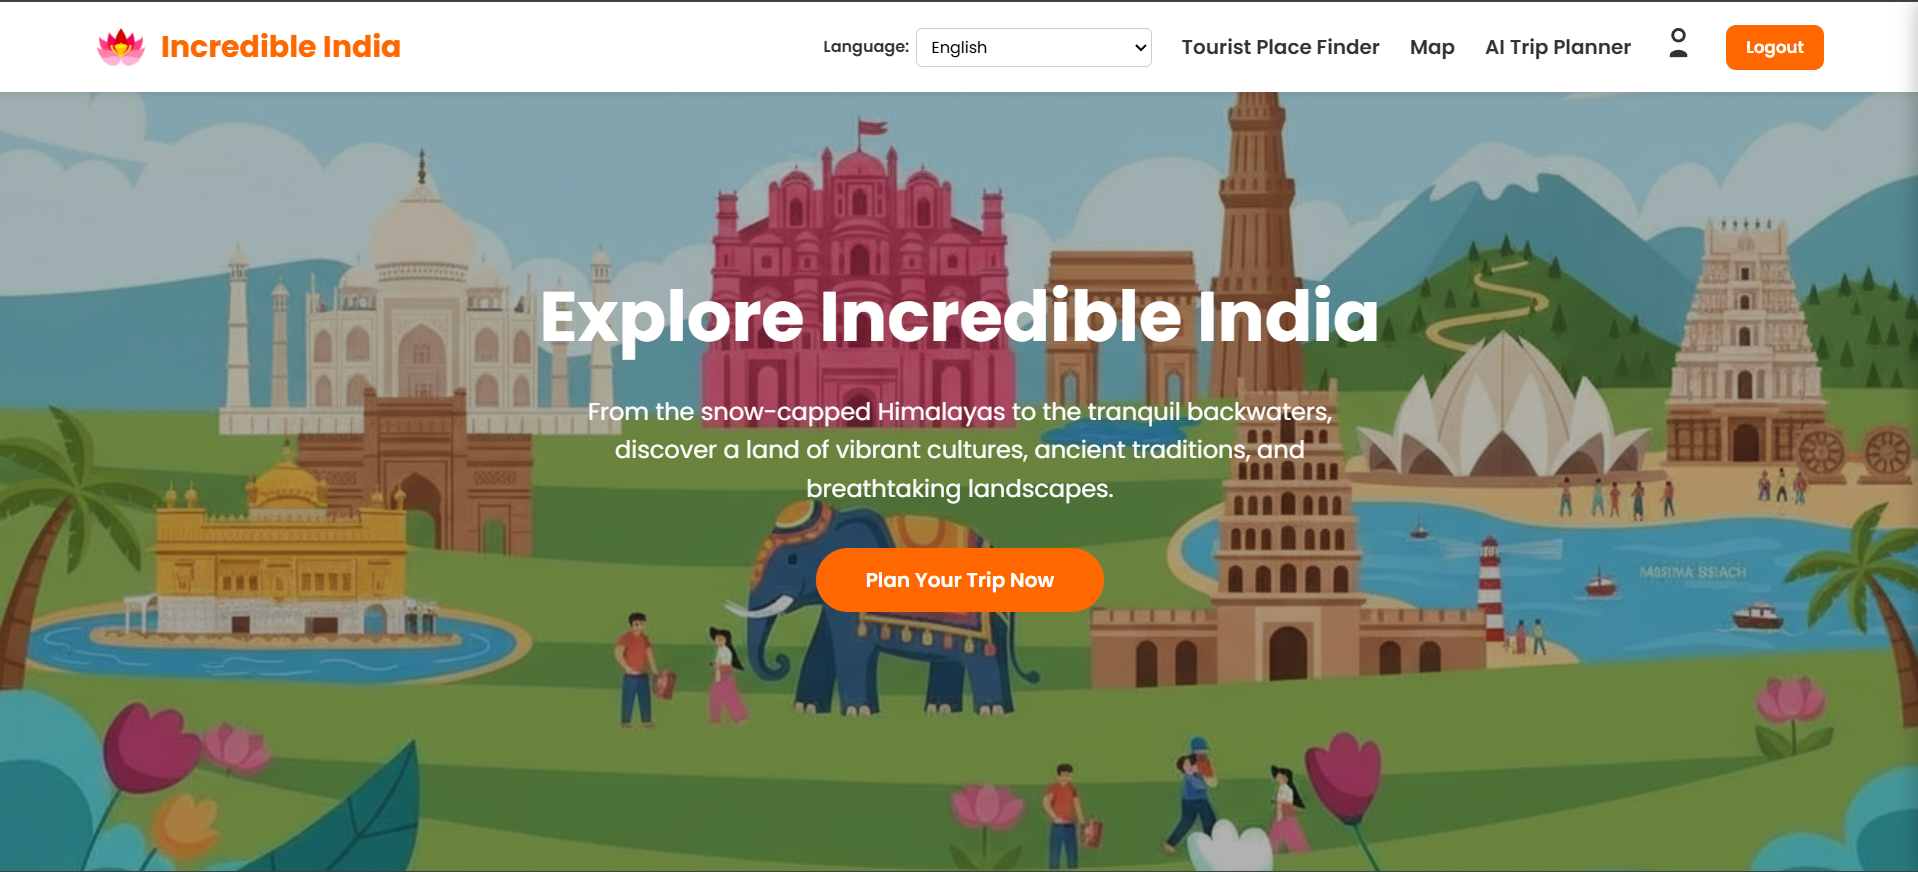 Incredible India
Language: English
Tourist Place Finder
Map
AI Trip Planner
Logout
Explore Incredible India
From the snow-capped Himalayas to the tranquil backwaters,
discover a land of vibrant cultures, ancient traditions, and
breathtaking landscapes.
Plan Your Trip Now